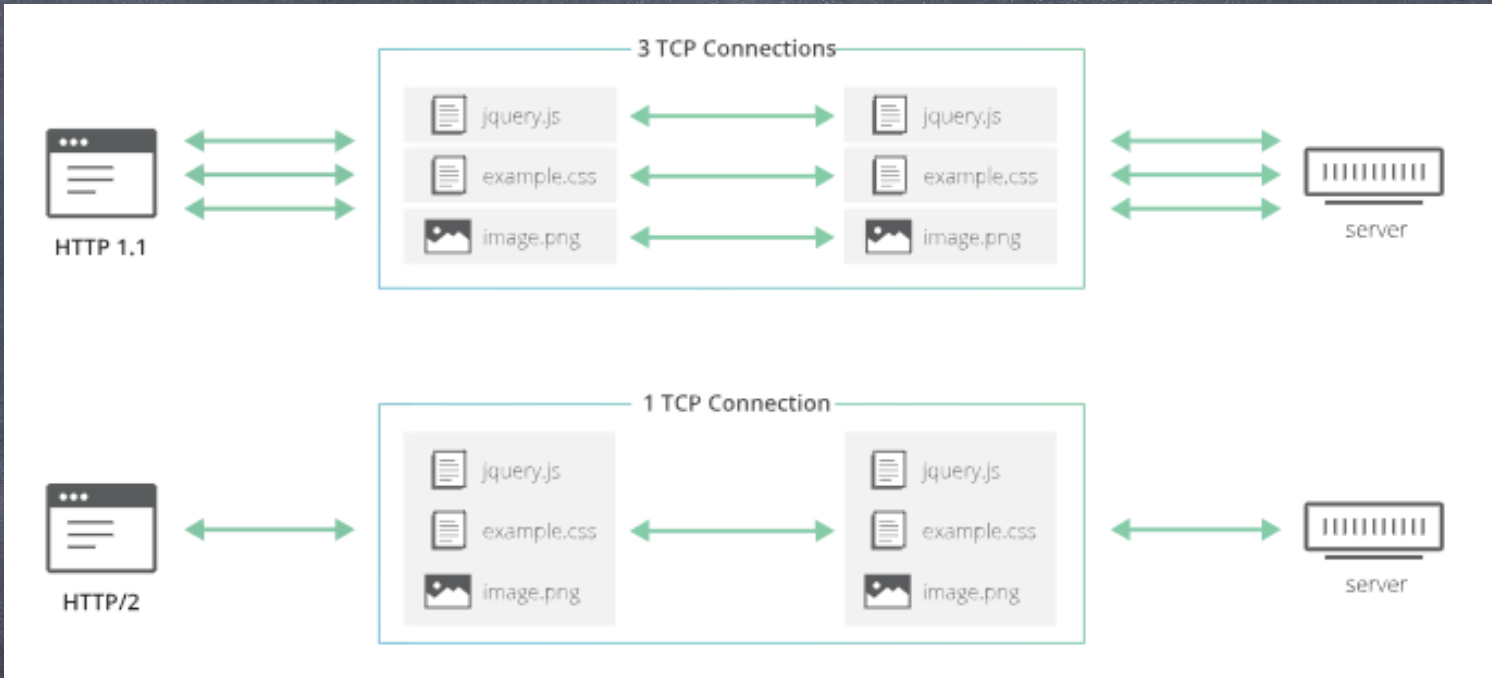 3 TCP Connections
jquery.js
jquery.js
example.css
example.css
image.png
image.png
HTTP 1.1
server
1 TCP Connection
jquery.js
jquery.js
example.css
example.css
image.png
image.png
HTTP/2
server